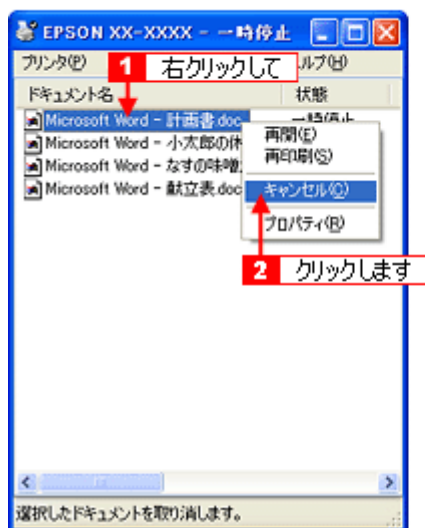 EPSON XX-XXXX - 一時停止
プリンタ(P) 1 右クリックして ルプ(H)
ドキュメント名 状態
Microsoft Word - 計画書.doc 一時停止
Microsoft Word - 小太郎の休
Microsoft Word - なすの味噌
Microsoft Word - 献立表.doc
再開(E)
再印刷(S)
キャンセル(C)
プロパティ(R)
2 クリックします
選択したドキュメントを取り消します。